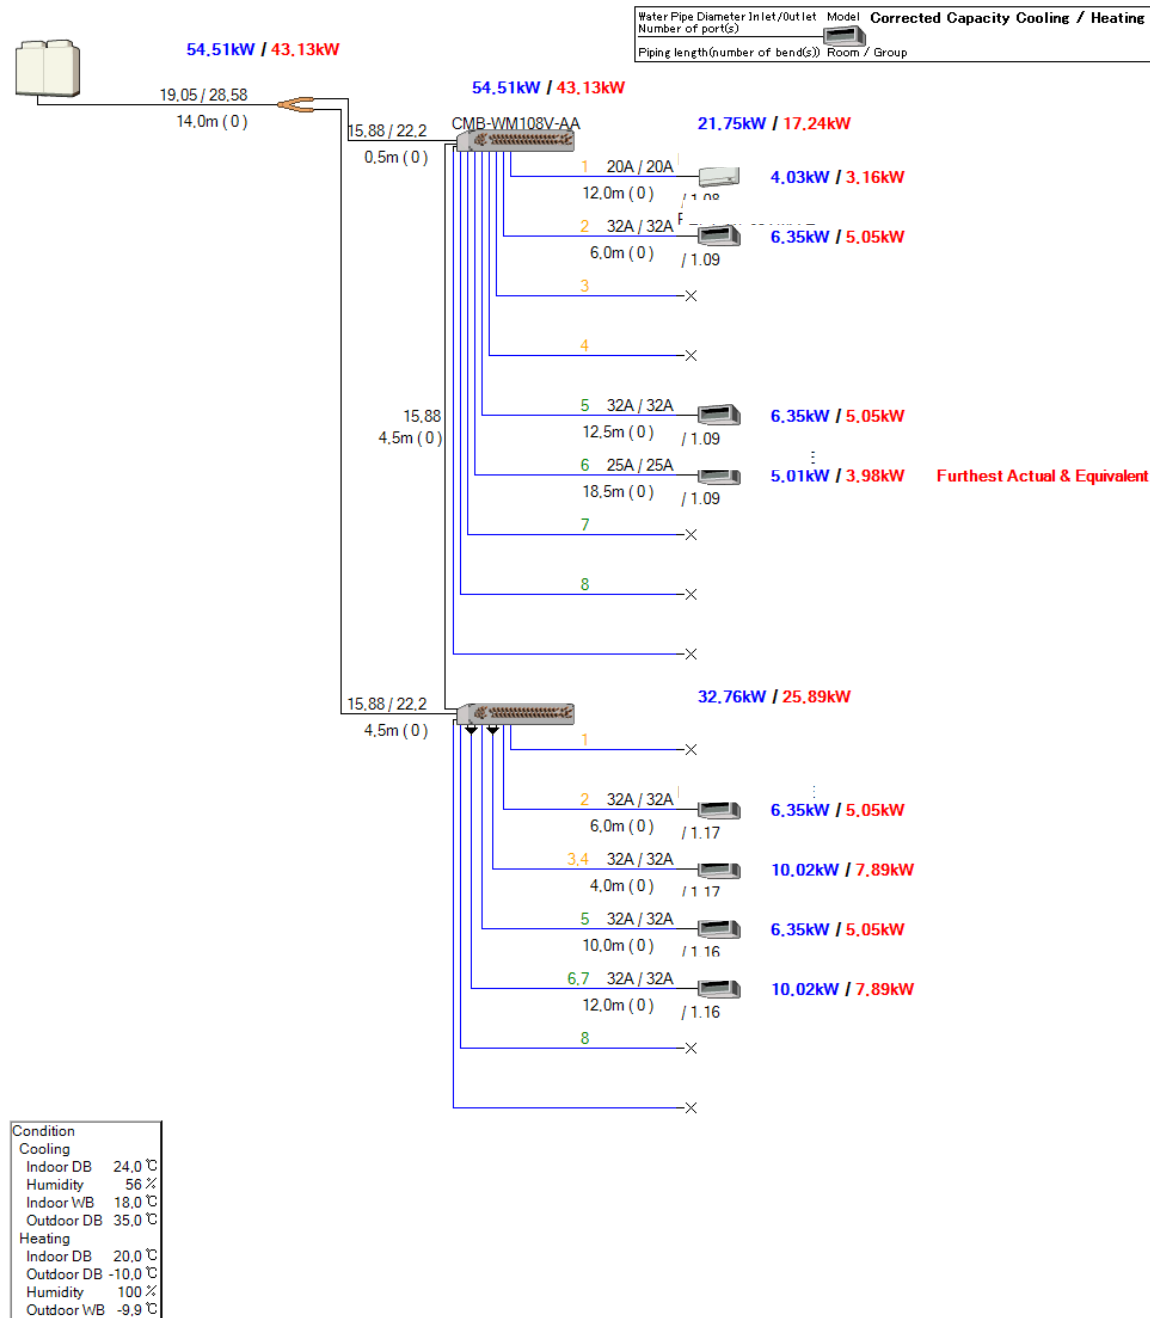 Water Pipe Diameter Inlet/Outlet Model Corrected Capacity Cooling / Heating
Number of port(s)
Piping length(number of bend(s)) Room / Group
54,51kW / 43,13kW
54,51kW / 43,13kW
19,05 / 28,58
14,0m ( 0 )
15,88 / 22,2
0,5m ( 0 )
CMB-WM108V-AA
21,75kW / 17,24kW
1 20A / 20A
12,0m ( 0 )
/ 1.08
4,03kW / 3,16kW
2 32A / 32A
6,0m ( 0 )
/ 1.09
6,35kW / 5,05kW
3
4
15,88
4,5m ( 0 )
5 32A / 32A
12,5m ( 0 )
/ 1.09
6,35kW / 5,05kW
6 25A / 25A
18,5m ( 0 )
/ 1.09
5,01kW / 3,98kW Furthest Actual & Equivalent
7
8
15,88 / 22,2
4,5m ( 0 )
32,76kW / 25,89kW
1
2 32A / 32A
6,0m ( 0 )
/ 1.17
6,35kW / 5,05kW
3,4 32A / 32A
4,0m ( 0 )
/ 1.17
10,02kW / 7,89kW
5 32A / 32A
10,0m ( 0 )
/ 1.16
6,35kW / 5,05kW
6,7 32A / 32A
12,0m ( 0 )
/ 1.16
10,02kW / 7,89kW
8
Condition
Cooling
Indoor DB 24,0 ℃
Humidity 56 %
Indoor WB 18,0 ℃
Outdoor DB 35,0 ℃
Heating
Indoor DB 20,0 ℃
Outdoor DB -10,0 ℃
Humidity 100 %
Outdoor WB -9,9 ℃